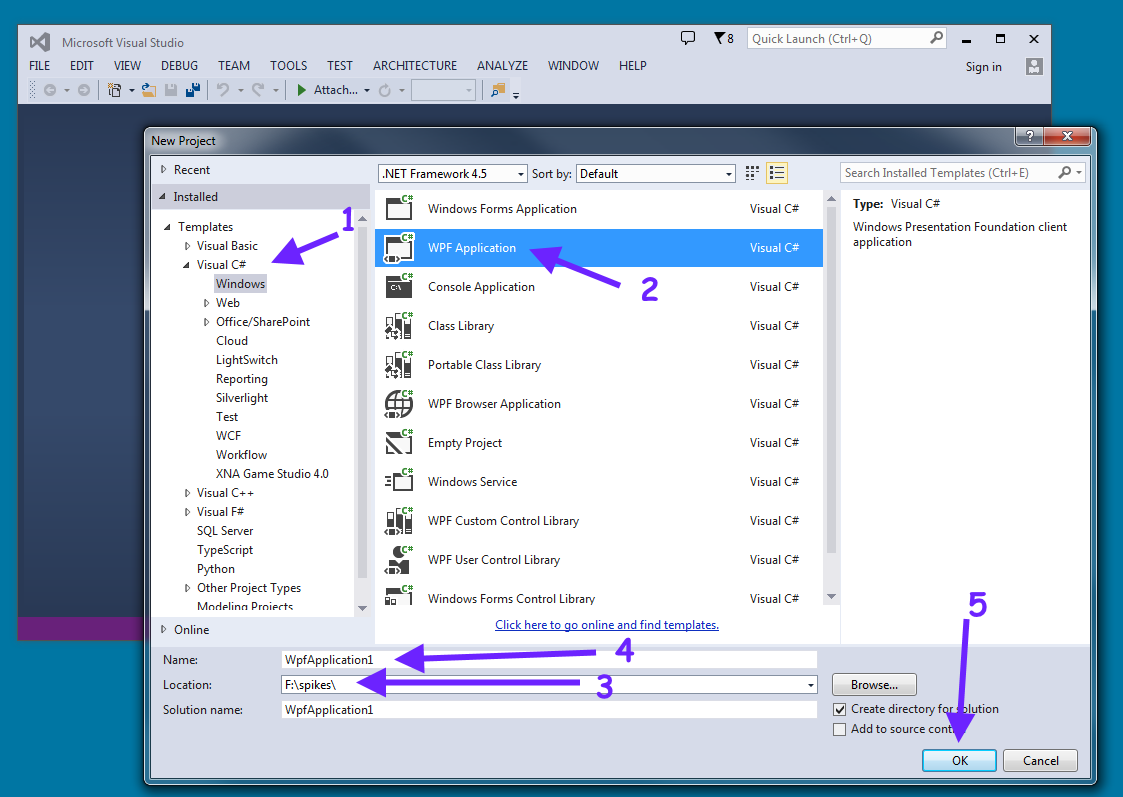 Microsoft Visual Studio
8
Quick Launch (Ctrl+Q)
FILE EDIT VIEW DEBUG TEAM TOOLS TEST ARCHITECTURE ANALYZE WINDOW HELP
Sign in
Attach...
New Project
?
Recent
Installed
Templates
Visual Basic
Visual C#
Windows
Web
Office/SharePoint
Cloud
LightSwitch
Reporting
Silverlight
Test
WCF
Workflow
XNA Game Studio 4.0
Visual C++
Visual F#
SQL Server
TypeScript
Python
Other Project Types
Modeling Projects
Online
1
.NET Framework 4.5 Sort by: Default
Windows Forms Application Visual C#
WPF Application Visual C#
2
Console Application Visual C#
Class Library Visual C#
Portable Class Library Visual C#
WPF Browser Application Visual C#
Empty Project Visual C#
Windows Service Visual C#
WPF Custom Control Library Visual C#
WPF User Control Library Visual C#
Windows Forms Control Library Visual C#
Click here to go online and find templates.
Search Installed Templates (Ctrl+E)
Type: Visual C#
Windows Presentation Foundation client
application
Name: WpfApplication1
4
Location: F:\spikes\
3
Browse...
Solution name: WpfApplication1
5
Create directory for solution
Add to source
OK Cancel